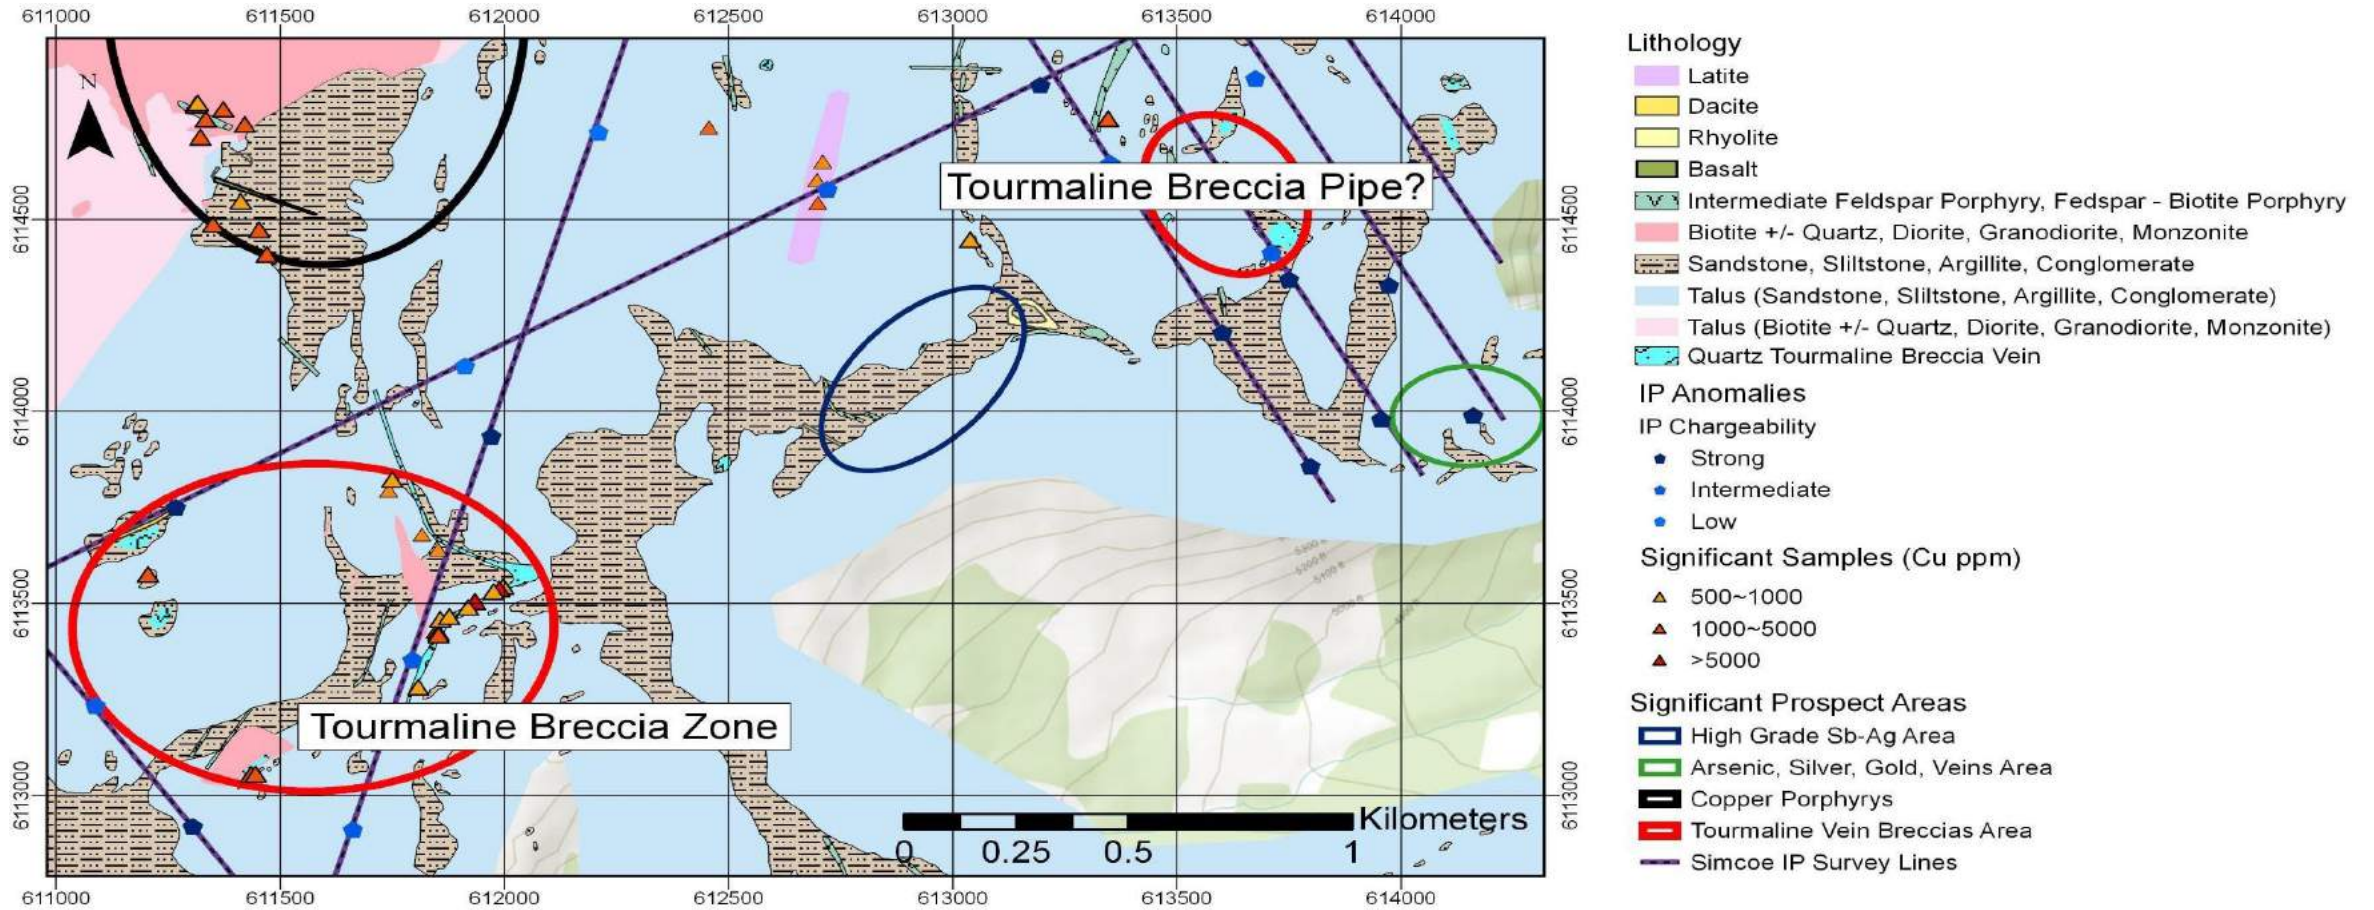 611000 611500 612000 612500 613000 613500 614000
N
6114500
6114000
6113500
6113000
Tourmaline Breccia Pipe?
Tourmaline Breccia Zone
6114500
6114000
6113500
6113000
Kilometers
0 0.25 0.5 1
611000 611500 612000 612500 613000 613500 614000
Lithology
Latite
Dacite
Rhyolite
Basalt
Intermediate Feldspar Porphyry, Fedspar - Biotite Porphyry
Biotite +/- Quartz, Diorite, Granodiorite, Monzonite
Sandstone, Sliltstone, Argillite, Conglomerate
Talus (Sandstone, Sliltstone, Argillite, Conglomerate)
Talus (Biotite +/- Quartz, Diorite, Granodiorite, Monzonite)
Quartz Tourmaline Breccia Vein
IP Anomalies
IP Chargeability
Strong
Intermediate
Low
Significant Samples (Cu ppm)
500~1000
1000~5000
>5000
Significant Prospect Areas
High Grade Sb-Ag Area
Arsenic, Silver, Gold, Veins Area
Copper Porphyrys
Tourmaline Vein Breccias Area
Simcoe IP Survey Lines